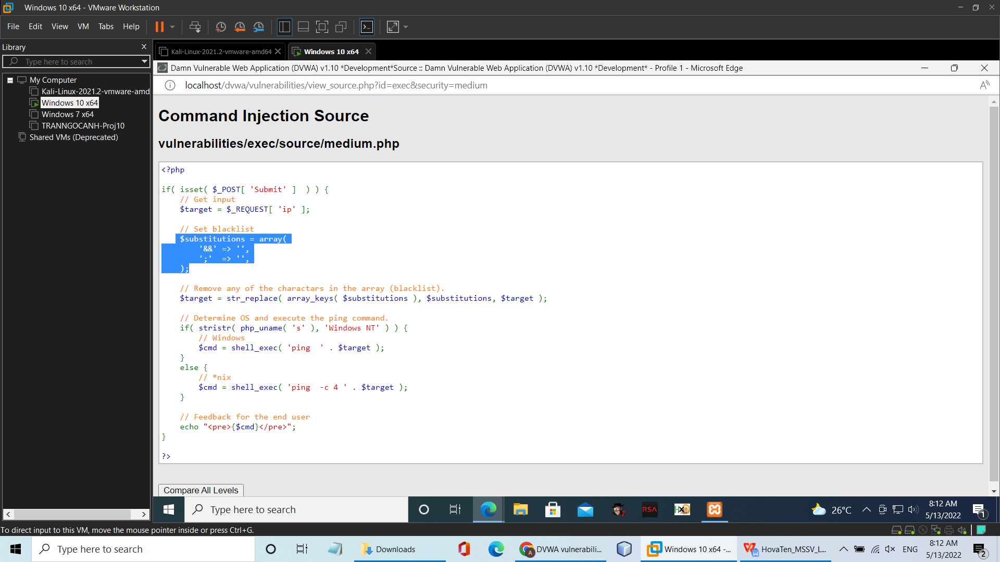 Windows 10 x64 - VMware Workstation
File Edit View VM Tabs Help
Library
Type here to search
My Computer
Kali-Linux-2021.2-vmware-amd
Windows 10 x64
Windows 7 x64
TRANNGOCANH-Proj10
Shared VMs (Deprecated)
Kali-Linux-2021.2-vmware-amd64
Windows 10 x64
Damn Vulnerable Web Application (DVWA) v1.10 *Development*Source :: Damn Vulnerable Web Application (DVWA) v1.10 *Development* - Profile 1 - Microsoft Edge
localhost/dvwa/vulnerabilities/view_source.php?id=exec&security=medium
Command Injection Source
vulnerabilities/exec/source/medium.php
<?php
if( isset( $_POST[ 'Submit' ]  ) ) {
    // Get input
    $target = $_REQUEST[ 'ip' ];
    // Set blacklist
    $substitutions = array(
        '&&' => '',
        ';'  => '',
    );
    // Remove any of the charactars in the array (blacklist).
    $target = str_replace( array_keys( $substitutions ), $substitutions, $target );
    // Determine OS and execute the ping command.
    if( stristr( php_uname( 's' ), 'Windows NT' ) ) {
        // Windows
        $cmd = shell_exec( 'ping  ' . $target );
    }
    else {
        // *nix
        $cmd = shell_exec( 'ping  -c 4 ' . $target );
    }
    // Feedback for the end user
    echo "<pre>{$cmd}</pre>";
}
?>
Compare All Levels
Type here to search
RSA
HXD
26°C
8:12 AM
5/13/2022
1
To direct input to this VM, move the mouse pointer inside or press Ctrl+G.
Type here to search
Downloads
DVWA vulnerabili...
Windows 10 x64 -...
HovaTen_MSSV_L...
ENG
8:12 AM
5/13/2022
2